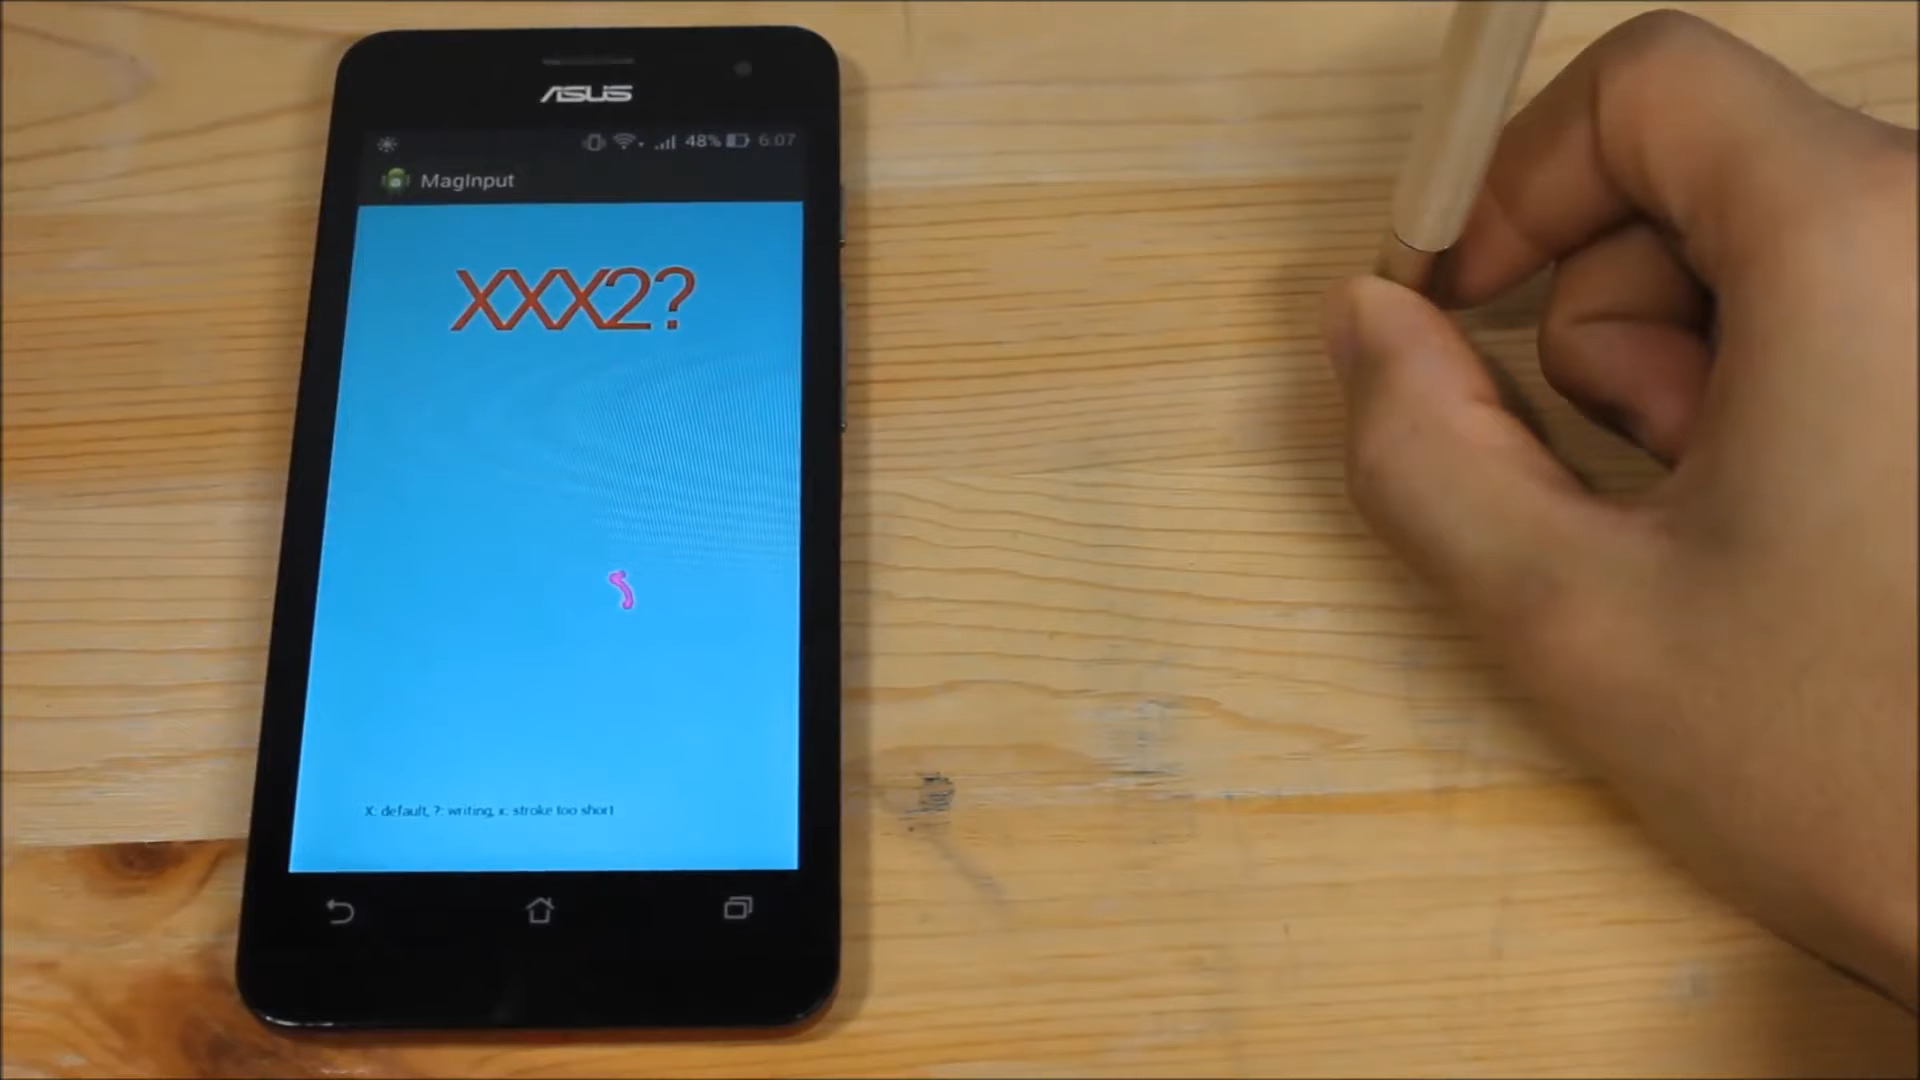 ASUS
48% 6:07
MagInput
XXX2?
X: default, ?: writing, x: stroke too short